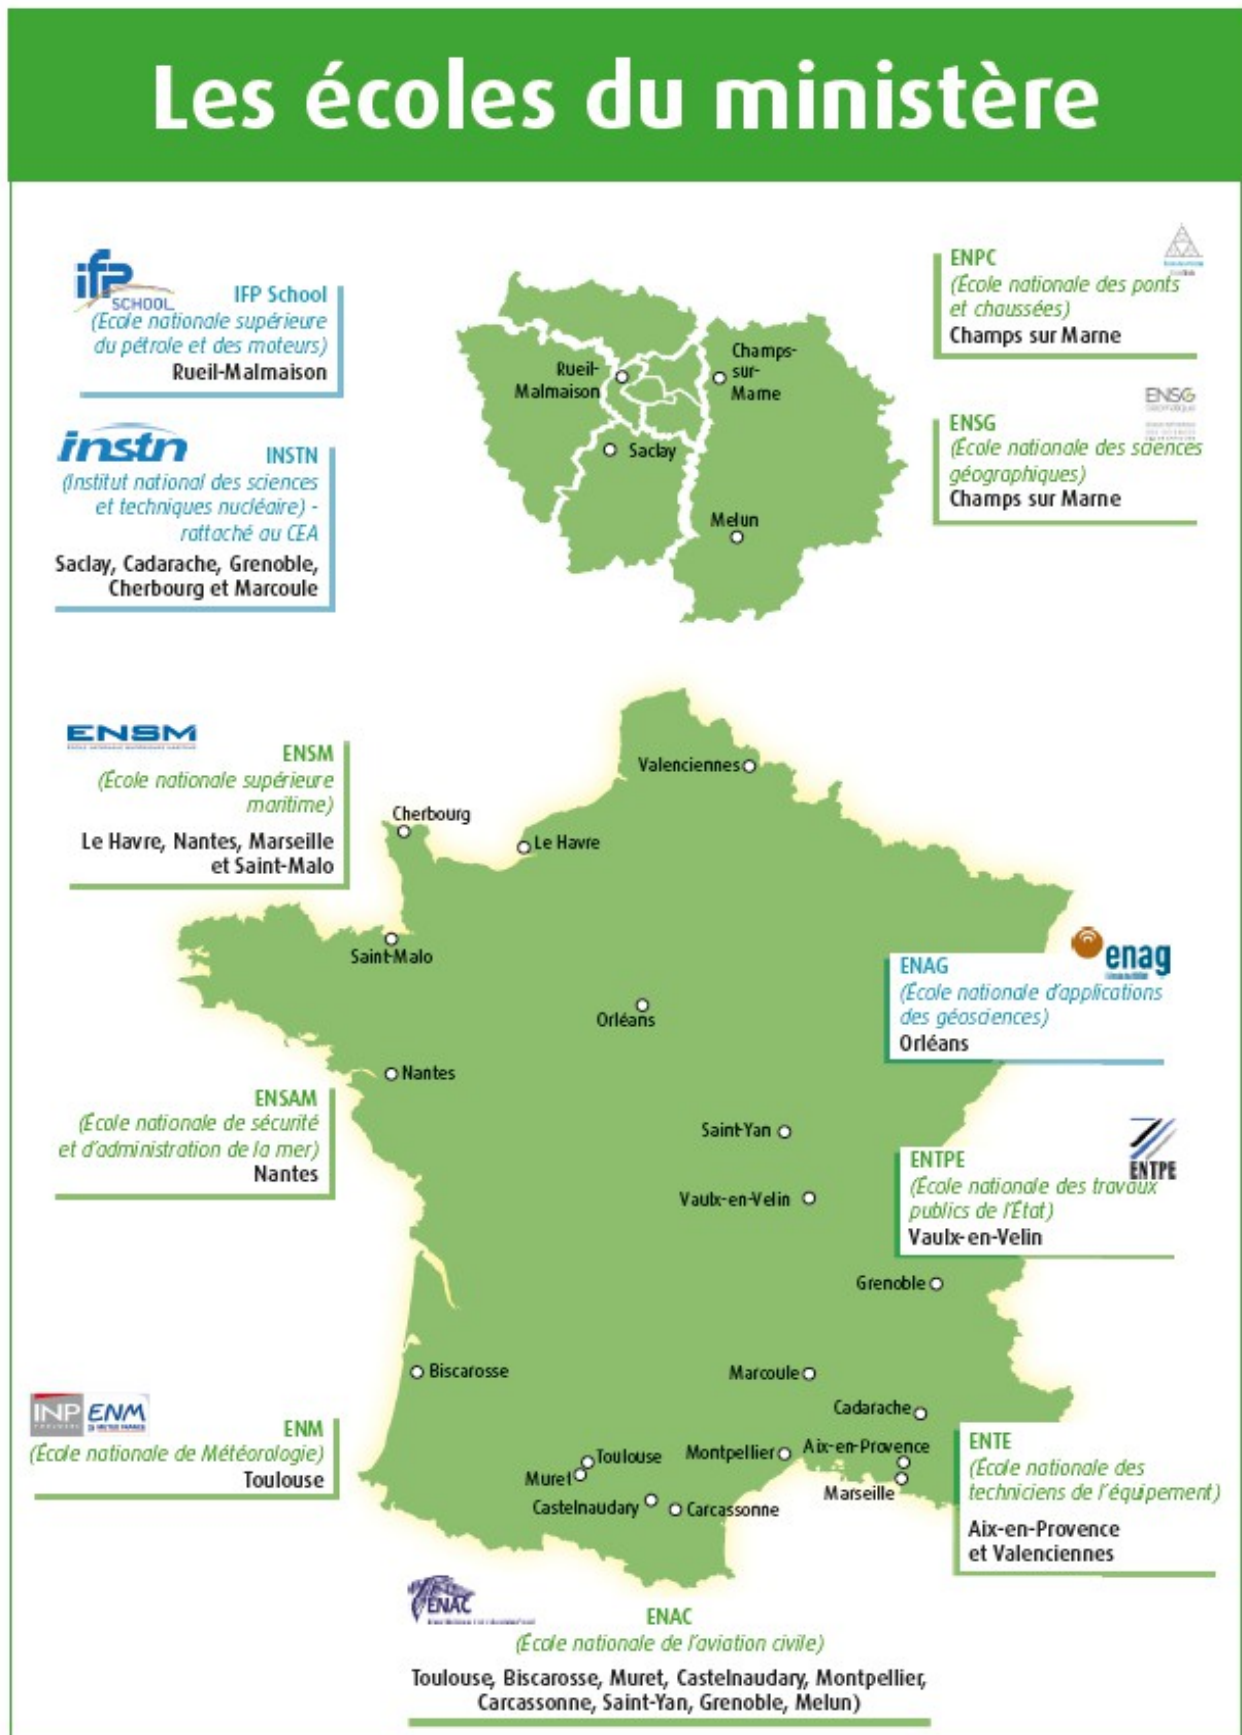 Les écoles du ministère
ifp
SCHOOL
IFP School
(Ecole nationale supérieure
du pétrole et des moteurs)
Rueil-Malmaison
instn
INSTN
(Institut national des sciences
et techniques nucléaire) -
rattaché au CEA
Saclay, Cadarache, Grenoble,
Cherbourg et Marcoule
Rueil-
Malmaison
Champs-
sur-
Marne
Saclay
Melun
ENPC
(École nationale des ponts
et chaussées)
Champs sur Marne
ENSG
ENSG
(École nationale des sciences
géographiques)
Champs sur Marne
ENSM
ENSM
(École nationale supérieure
maritime)
Le Havre, Nantes, Marseille
et Saint-Malo
Valenciennes
Cherbourg
Le Havre
Saint-Malo
Orléans
Nantes
enag
ENAG
(École nationale d'applications
des géosciences)
Orléans
ENSAM
(École nationale de sécurité
et d'administration de la mer)
Nantes
Saint-Yan
Vaulx-en-Velin
ENTPE
ENTPE
(École nationale des travaux
publics de l'État)
Vaulx-en-Velin
Grenoble
Biscarosse
Marcoule
Cadarache
INP ENM
ENM
(École nationale de Météorologie)
Toulouse
Toulouse
Muret
Castelnaudary
Carcassonne
Montpellier
Aix-en-Provence
Marseille
ENTE
(École nationale des
techniciens de l'équipement)
Aix-en-Provence
et Valenciennes
ENAC
ENAC
(École nationale de l'aviation civile)
Toulouse, Biscarosse, Muret, Castelnaudary, Montpellier,
Carcassonne, Saint-Yan, Grenoble, Melun)